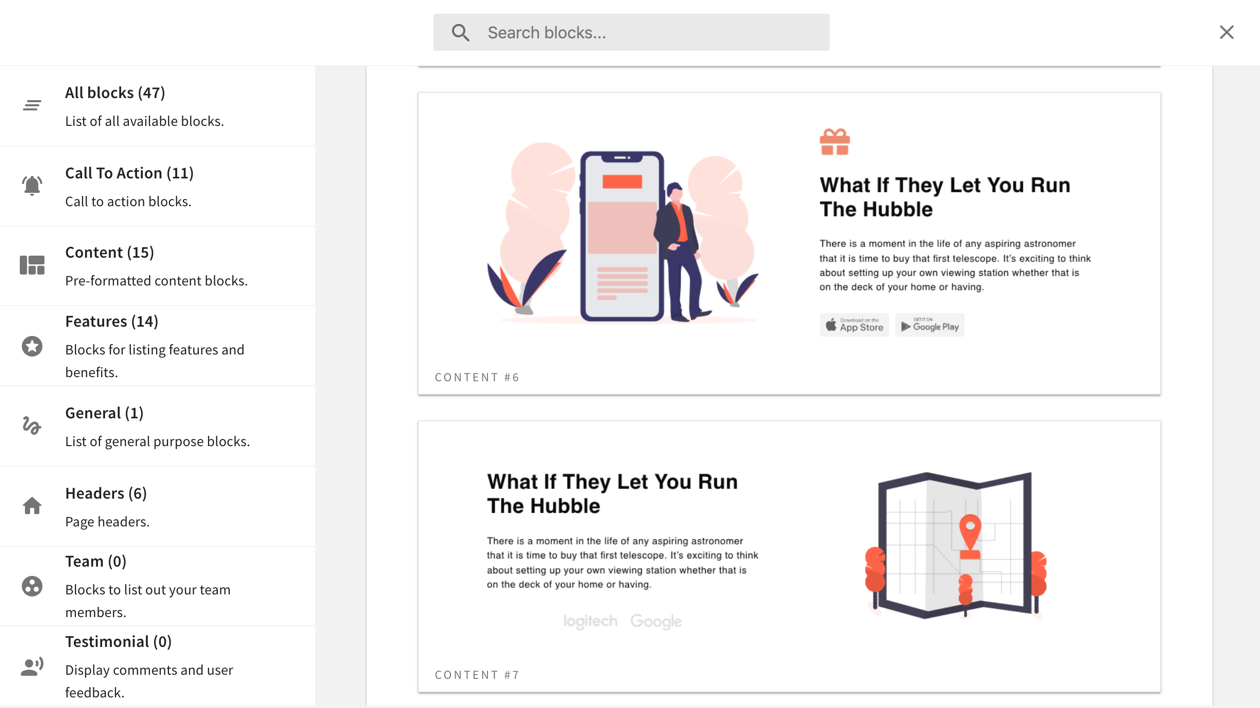 Search blocks...
All blocks (47)
List of all available blocks.
Call To Action (11)
Call to action blocks.
Content (15)
Pre-formatted content blocks.
Features (14)
Blocks for listing features and
benefits.
General (1)
List of general purpose blocks.
Headers (6)
Page headers.
Team (0)
Blocks to list out your team
members.
Testimonial (0)
Display comments and user
feedback.
What If They Let You Run
The Hubble
There is a moment in the life of any aspiring astronomer
that it is time to buy that first telescope. It's exciting to think
about setting up your own viewing station whether that is
on the deck of your home or having.
Download on the
App Store
GET IT ON
Google Play
CONTENT #6
What If They Let You Run
The Hubble
There is a moment in the life of any aspiring astronomer
that it is time to buy that first telescope. It's exciting to think
about setting up your own viewing station whether that is
on the deck of your home or having.
logitech Google
CONTENT #7